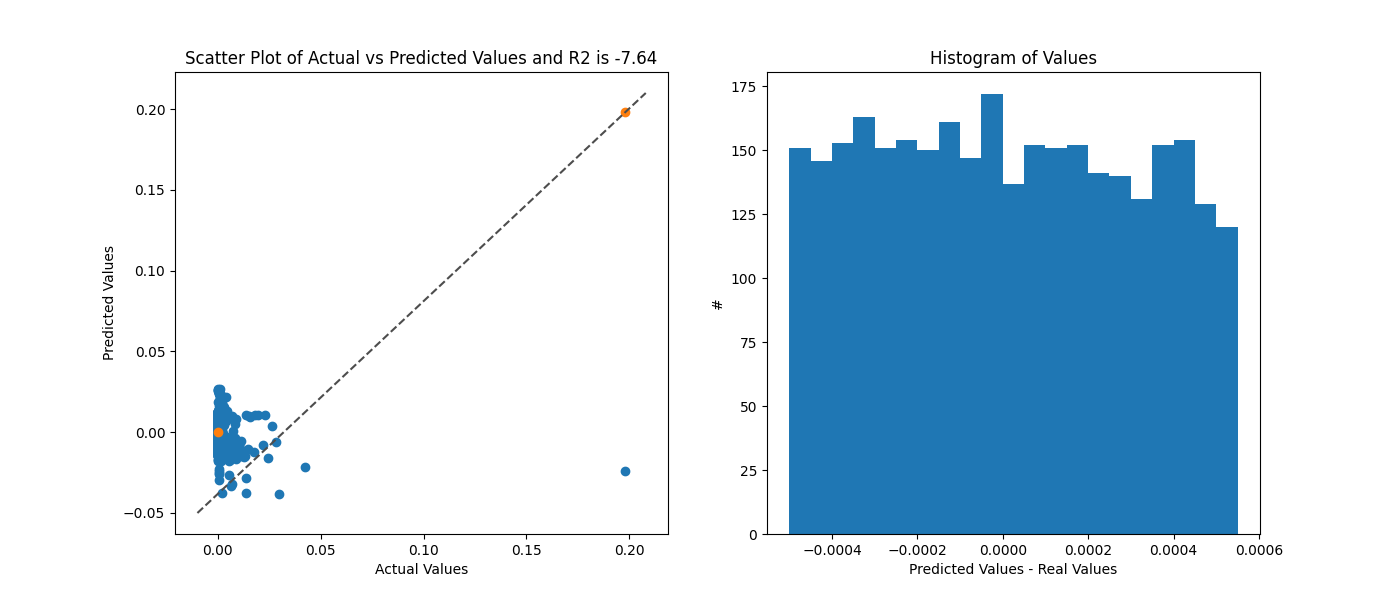 Scatter Plot of Actual vs Predicted Values and R2 is -7.64
Predicted Values
0.20
0.15
0.10
0.05
0.00
−0.05
0.00 0.05 0.10 0.15 0.20
Actual Values
Histogram of Values
#
175
150
125
100
75
50
25
0
−0.0004 −0.0002 0.0000 0.0002 0.0004 0.0006
Predicted Values - Real Values